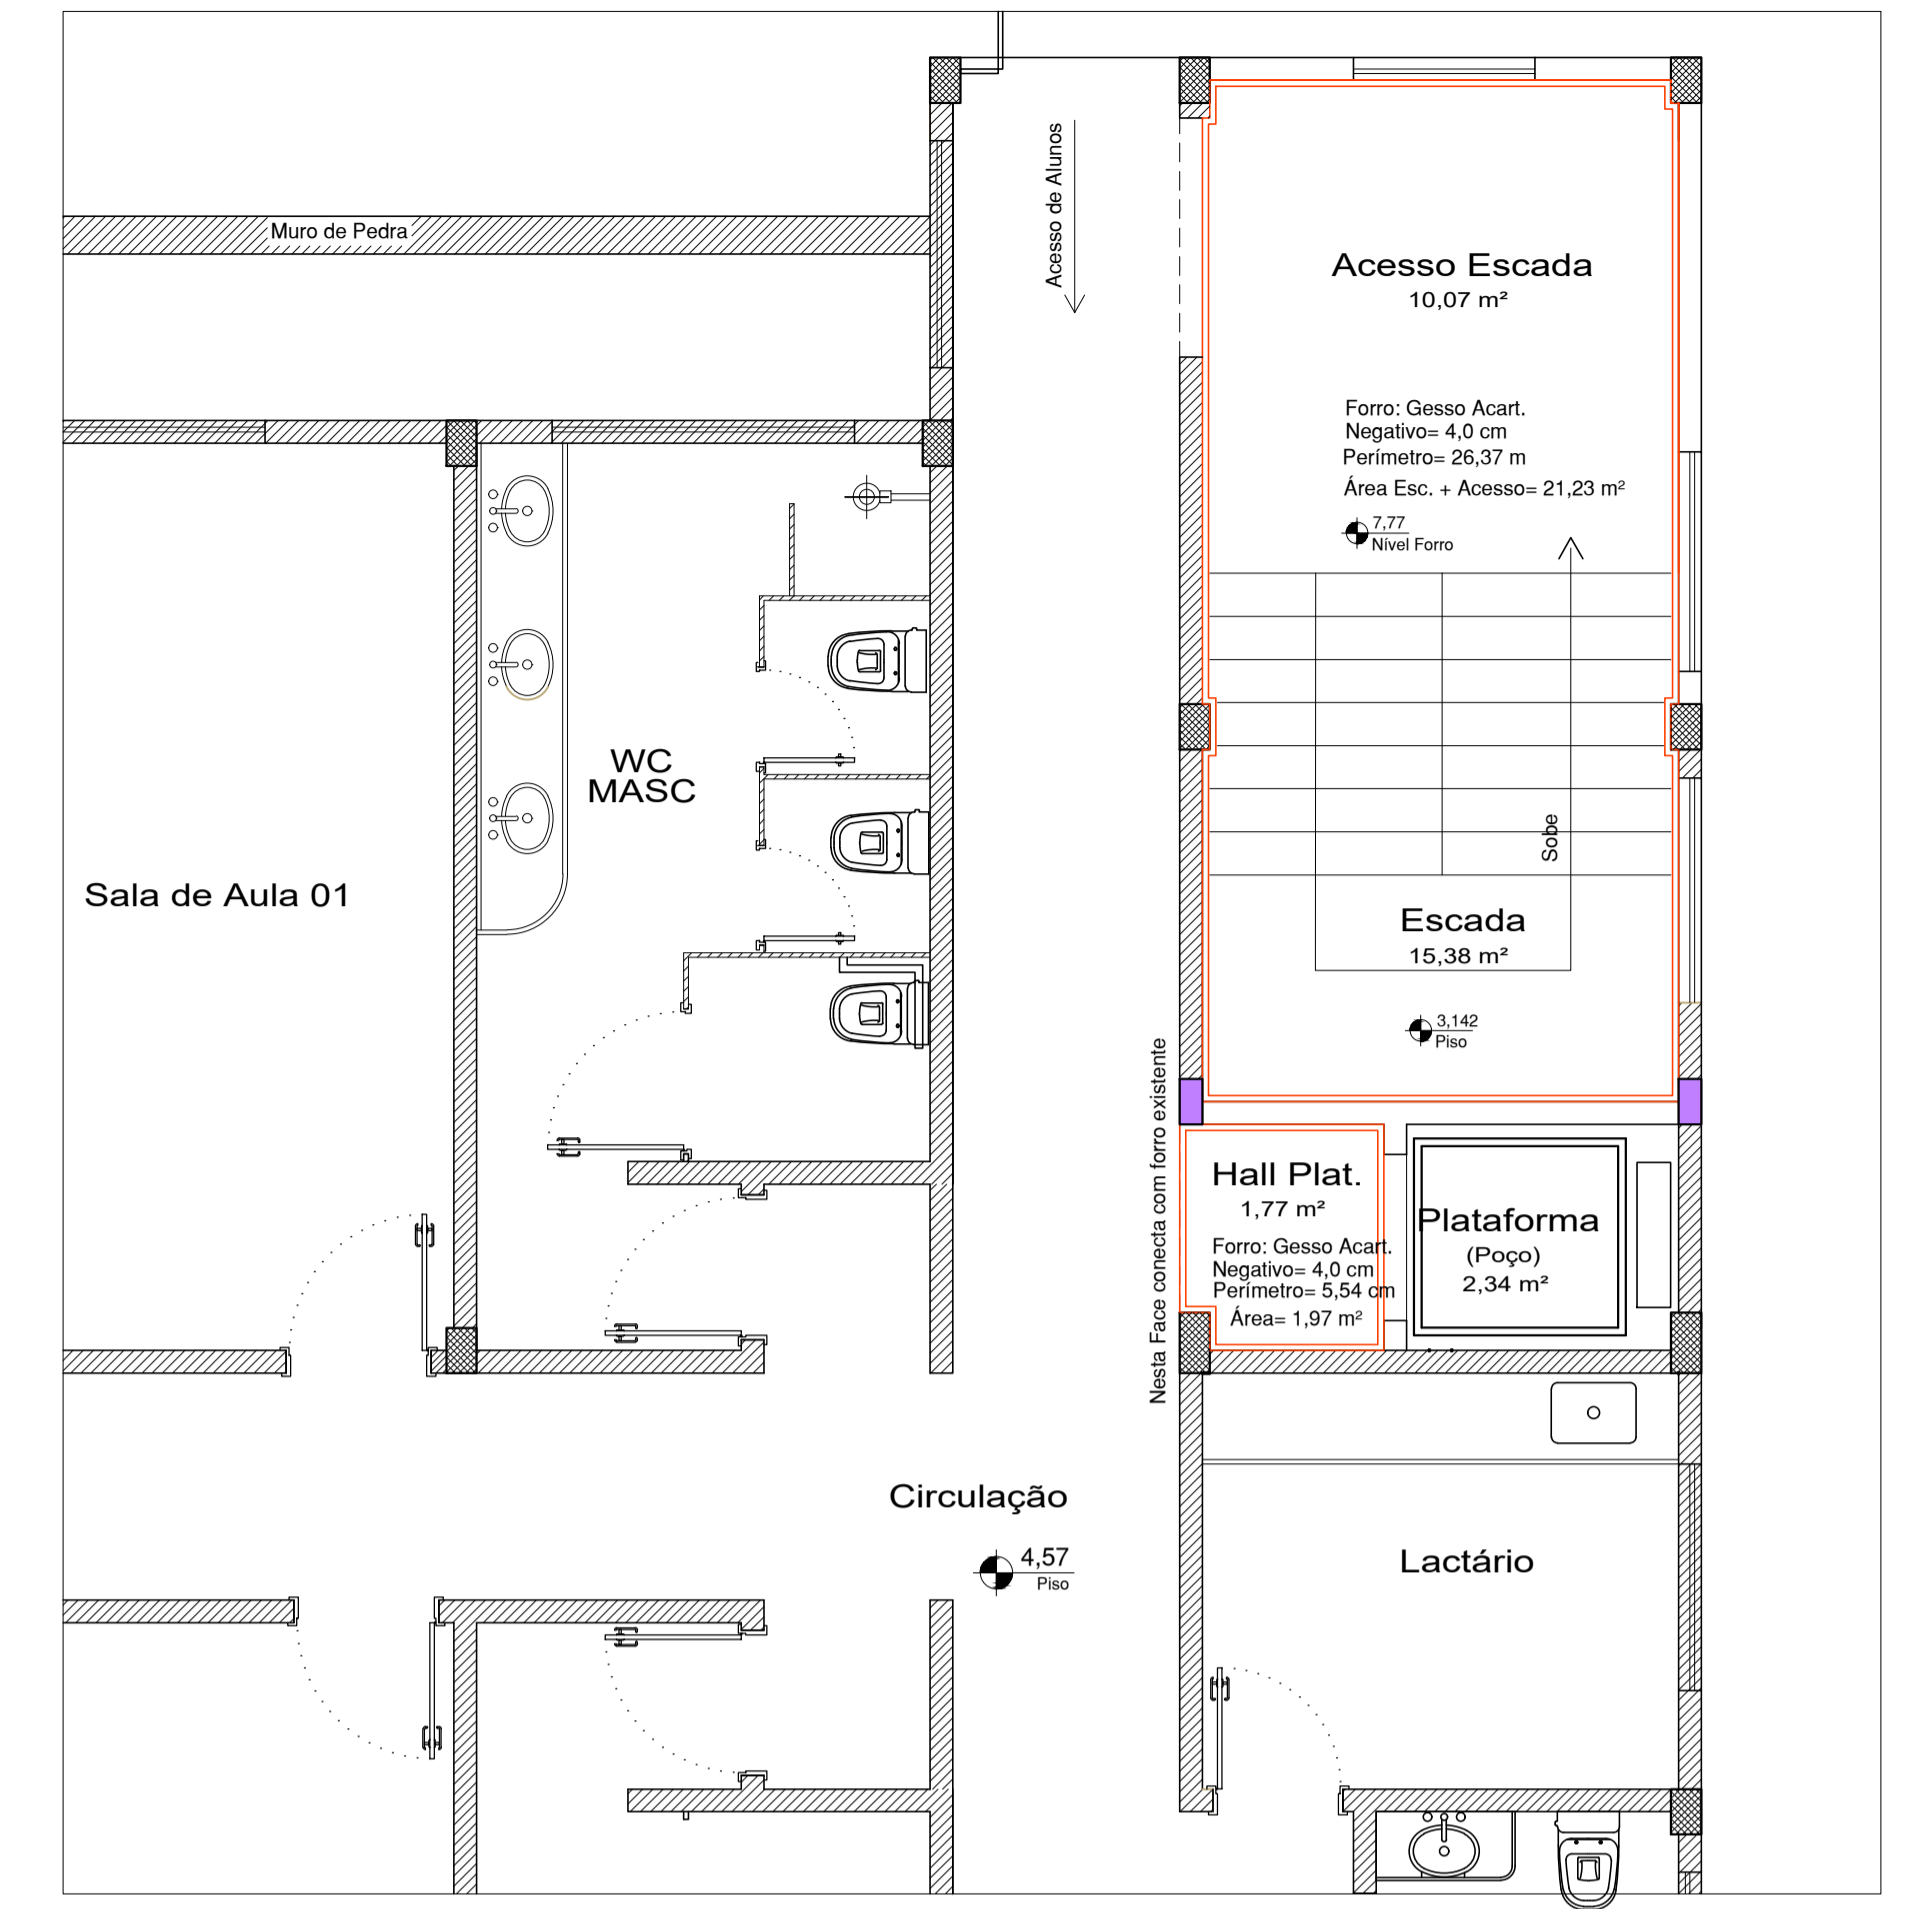 Muro de Pedra
Acesso de Alunos
Acesso Escada
10,07 m²
Forro: Gesso Acart.
Negativo= 4,0 cm
Perímetro= 26,37 m
Área Esc. + Acesso= 21,23 m²
7,77
Nível Forro
WC
MASC
Sobe
Sala de Aula 01
Escada
15,38 m²
3,142
Piso
Nesta Face conecta com forro existente
Hall Plat.
1,77 m²
Forro: Gesso Acart.
Negativo= 4,0 cm
Perímetro= 5,54 cm
Área= 1,97 m²
Plataforma
(Poço)
2,34 m²
Circulação
4,57
Piso
Lactário